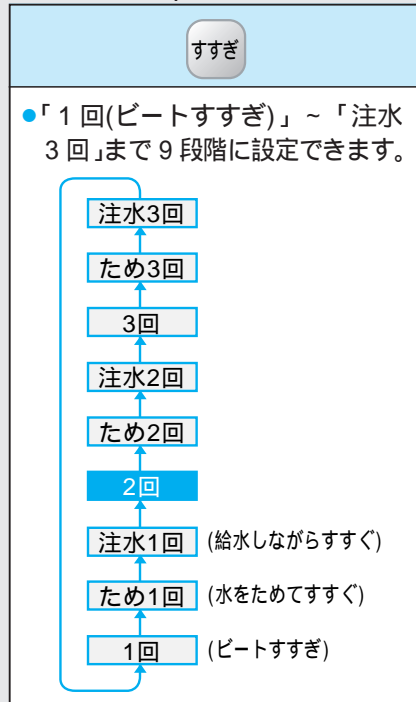 すすぎ
●「1回(ビートすすぎ)」~「注水
3回」まで9段階に設定できます。
注水3回
ため3回
3回
注水2回
ため2回
2回
注水1回 (給水しながらすすぐ)
ため1回 (水をためてすすぐ)
1回 (ビートすすぎ)